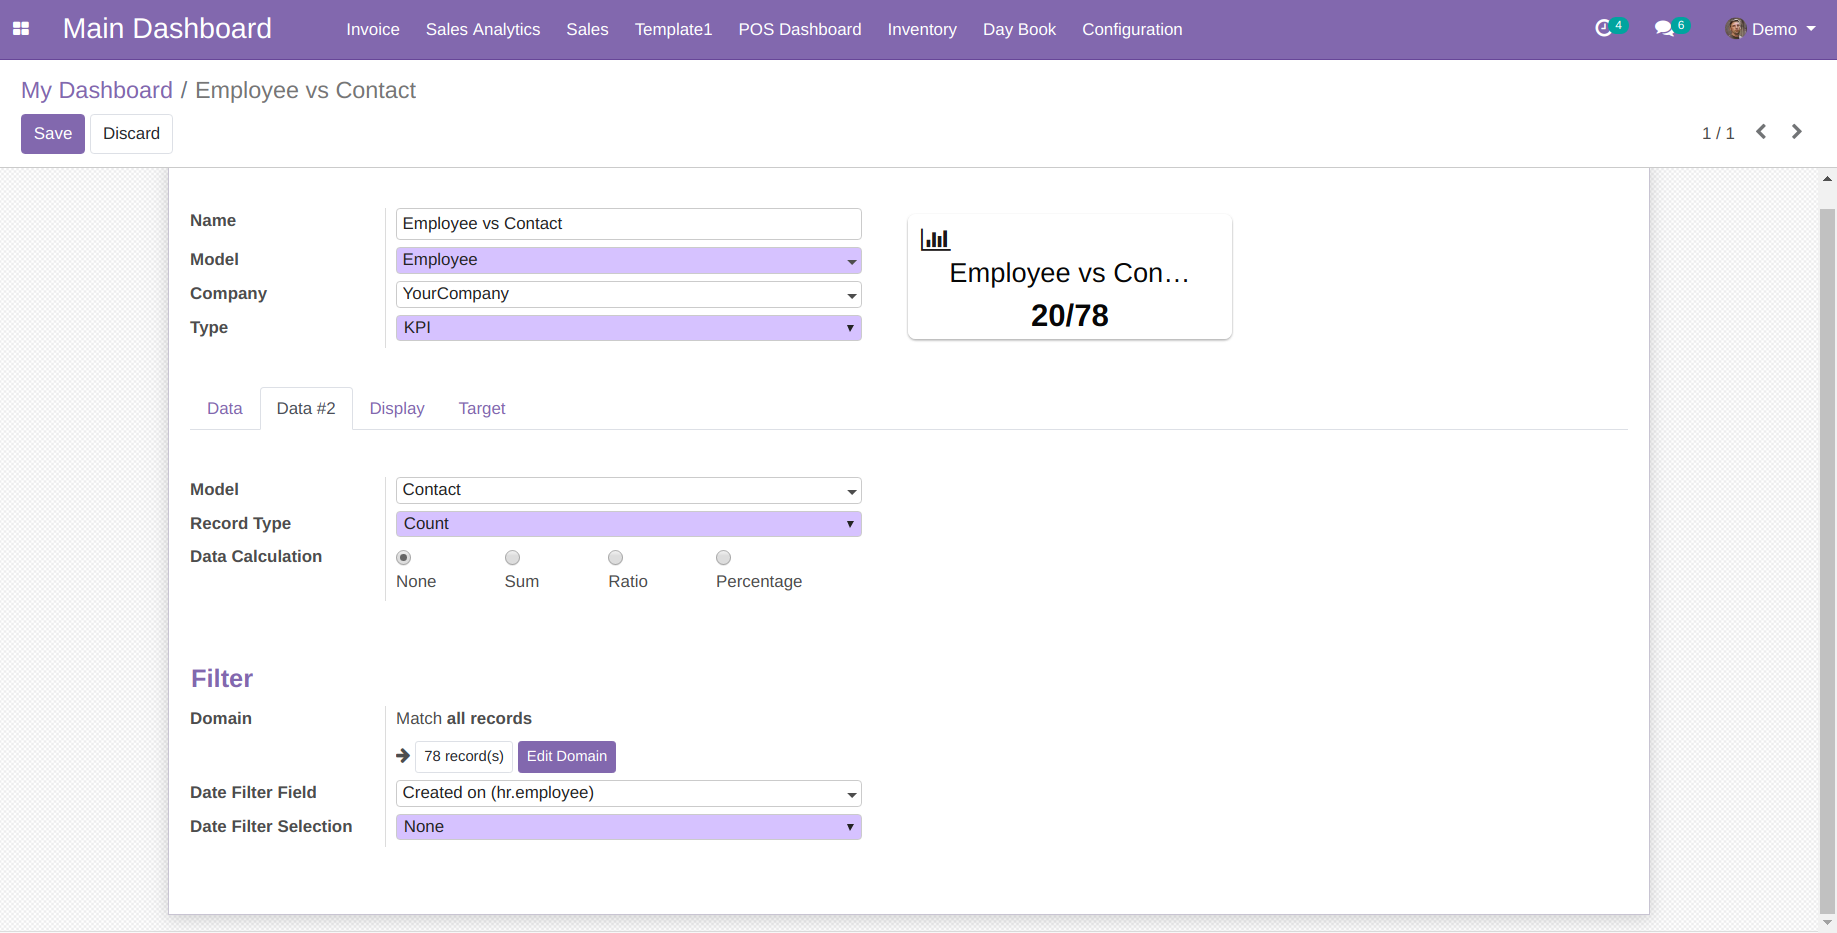 Main Dashboard Invoice Sales Analytics Sales Template1 POS Dashboard Inventory Day Book Configuration 4 6 Demo
My Dashboard / Employee vs Contact
Save Discard 1 / 1
Name Employee vs Contact
Model Employee
Company YourCompany
Type KPI
Employee vs Con…
20/78
Data Data #2 Display Target
Model Contact
Record Type Count
Data Calculation
None Sum Ratio Percentage
Filter
Domain Match all records
78 record(s) Edit Domain
Date Filter Field Created on (hr.employee)
Date Filter Selection None